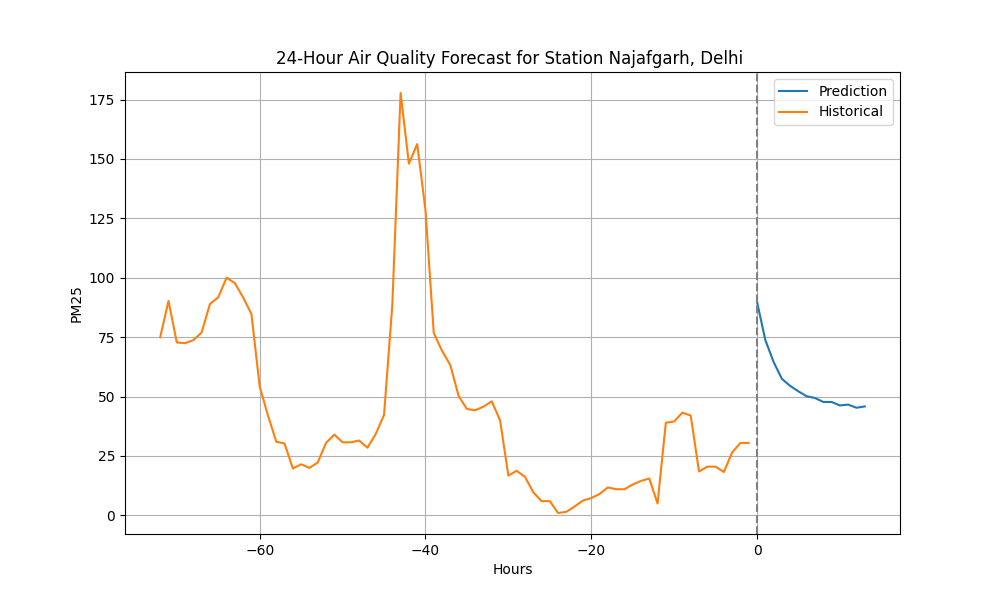 24-Hour Air Quality Forecast for Station Najafgarh, Delhi
Prediction
Historical
175
150
125
100
75
50
25
0
PM25
−60
−40
−20
0
Hours